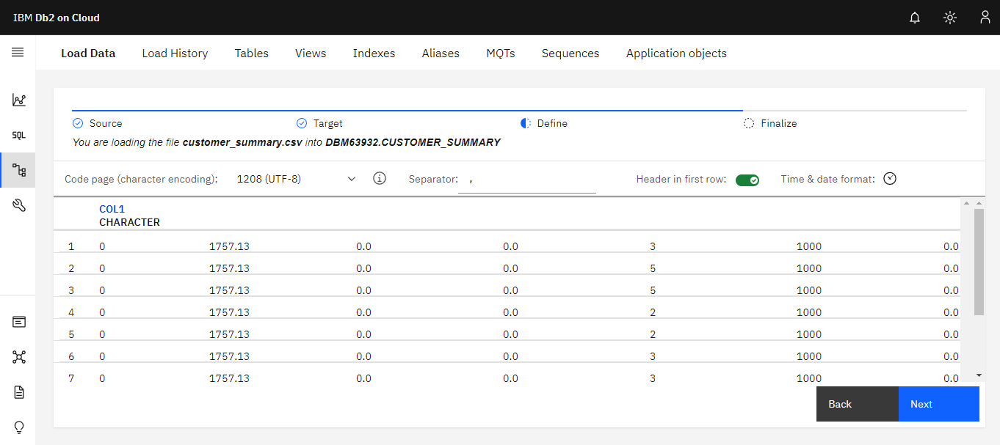 IBM Db2 on Cloud
Load Data Load History Tables Views Indexes Aliases MQTs Sequences Application objects
SQL
Source Target Define Finalize
You are loading the file customer_summary.csv into DBM63932.CUSTOMER_SUMMARY
Code page (character encoding): 1208 (UTF-8) Separator: , Header in first row: Time & date format:
COL1
CHARACTER
1 0 1757.13 0.0 0.0 3 1000 0.0
2 0 1757.13 0.0 0.0 5 1000 0.0
3 0 1757.13 0.0 0.0 5 1000 0.0
4 0 1757.13 0.0 0.0 2 1000 0.0
5 0 1757.13 0.0 0.0 2 1000 0.0
6 0 1757.13 0.0 0.0 3 1000 0.0
7 0 1757.13 0.0 0.0 3 1000 0.0
Back Next